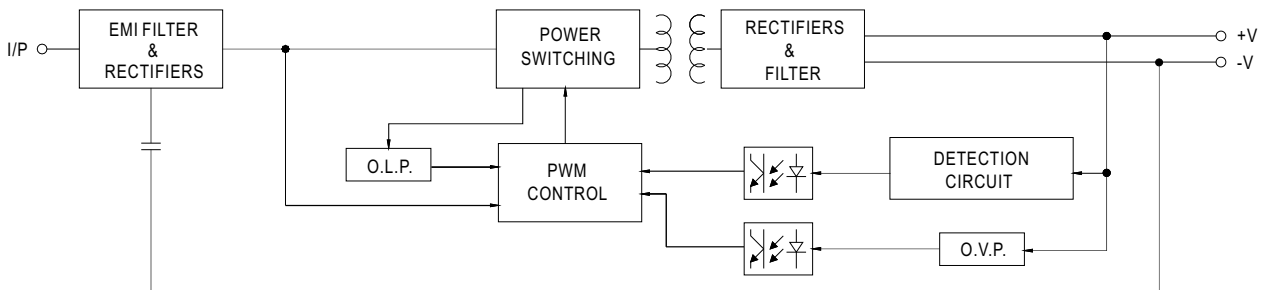 I/P
EMI FILTER
&
RECTIFIERS
POWER
SWITCHING
RECTIFIERS
&
FILTER
+V
-V
O.L.P.
PWM
CONTROL
DETECTION
CIRCUIT
O.V.P.